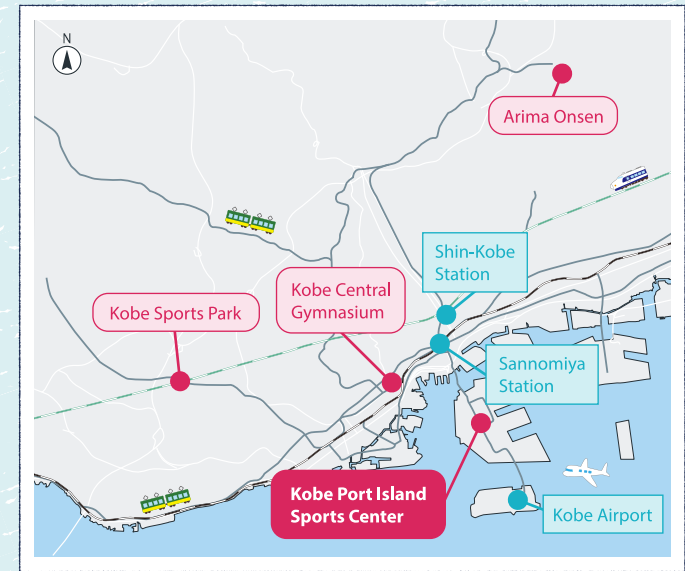 N
Arima Onsen
Shin-Kobe
Station
Kobe Central
Gymnasium
Kobe Sports Park
Sannomiya
Station
Kobe Port Island
Sports Center
Kobe Airport